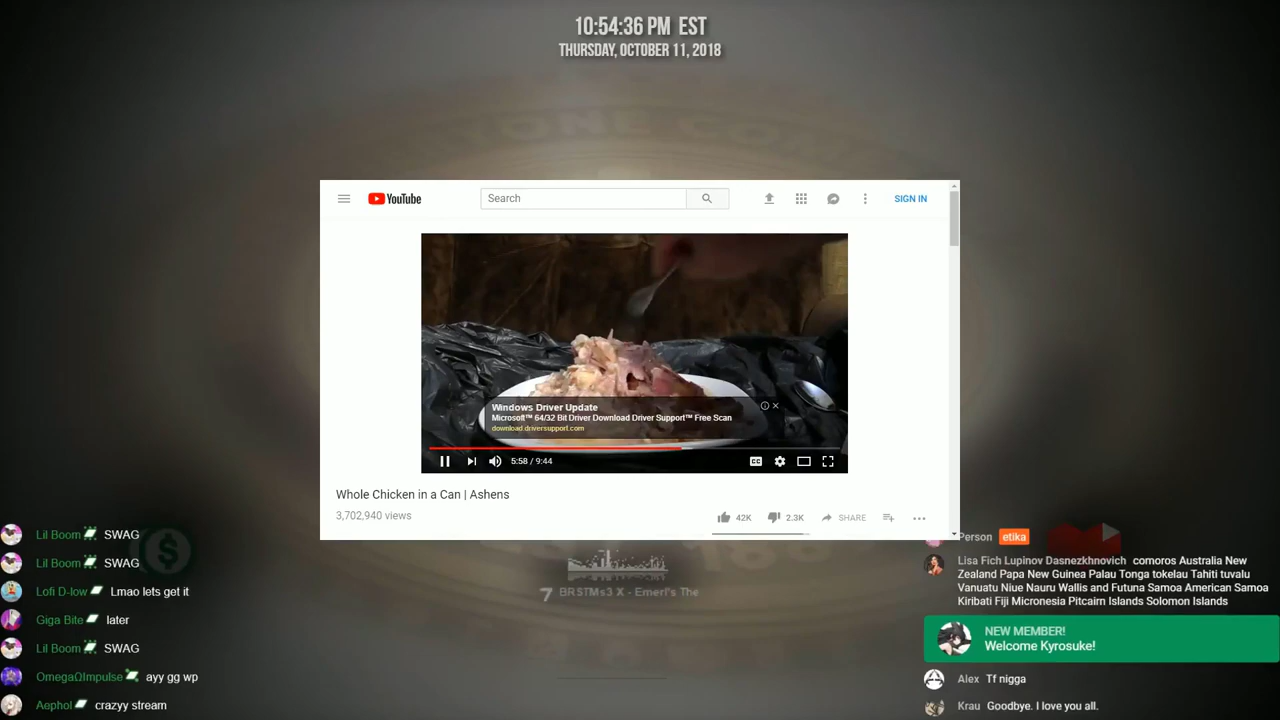 10:54:36 PM EST
THURSDAY, OCTOBER 11, 2018
YouTube
Search
SIGN IN
Windows Driver Update
Microsoft™ 64/32 Bit Driver Download Driver Support™ Free Scan
download.driversupport.com
5:58 / 9:44
CC
Whole Chicken in a Can | Ashens
3,702,940 views
42K
2.3K
SHARE
Lil Boom SWAG
Lil Boom SWAG
Lofi D-low Lmao lets get it
Giga Bite later
Lil Boom SWAG
OmegaΩImpulse ayy gg wp
Aephol crazyy stream
7 BRSTMs3 X - Emerl's The
Person etika
Lisa Fich Lupinov Dasnezkhnovich comoros Australia New
Zealand Papa New Guinea Palau Tonga tokelau Tahiti tuvalu
Vanuatu Niue Nauru Wallis and Futuna Samoa American Samoa
Kiribati Fiji Micronesia Pitcairn Islands Solomon Islands
NEW MEMBER!
Welcome Kyrosuke!
Alex Tf nigga
Krau Goodbye. I love you all.